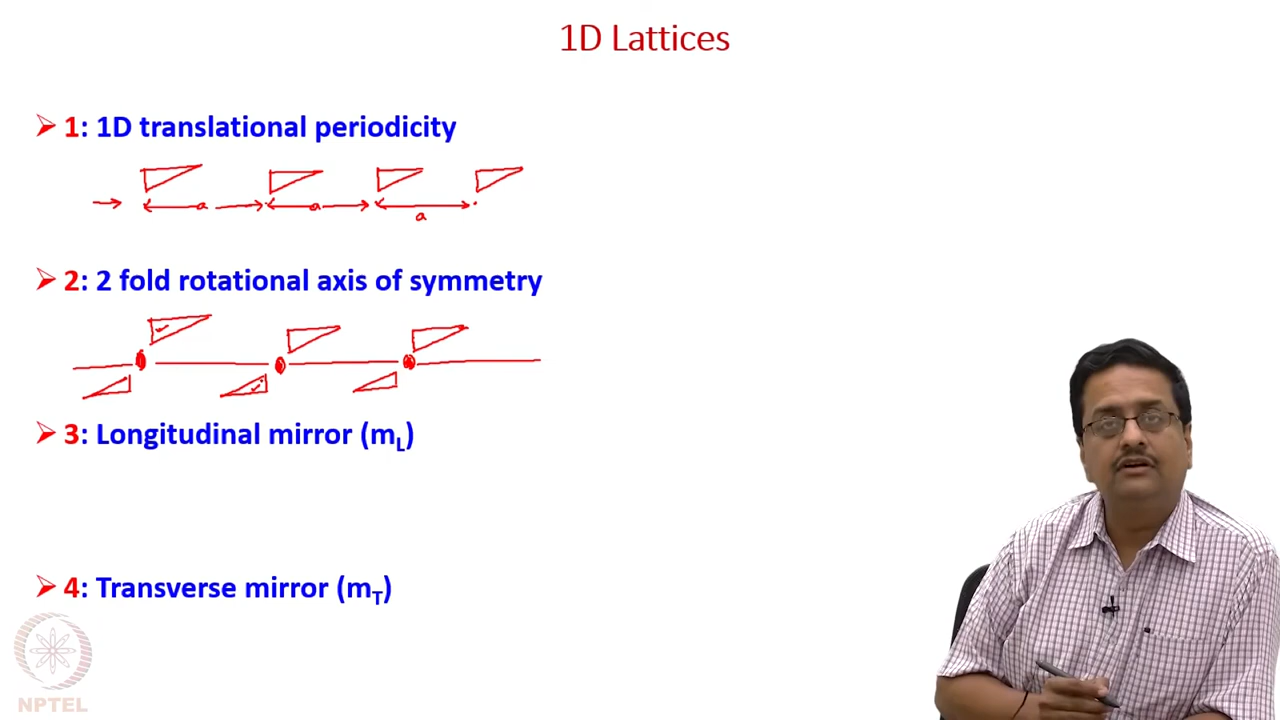 1D Lattices
1: 1D translational periodicity
a a a
2: 2 fold rotational axis of symmetry
3: Longitudinal mirror (mL)
4: Transverse mirror (mT)
NPTEL